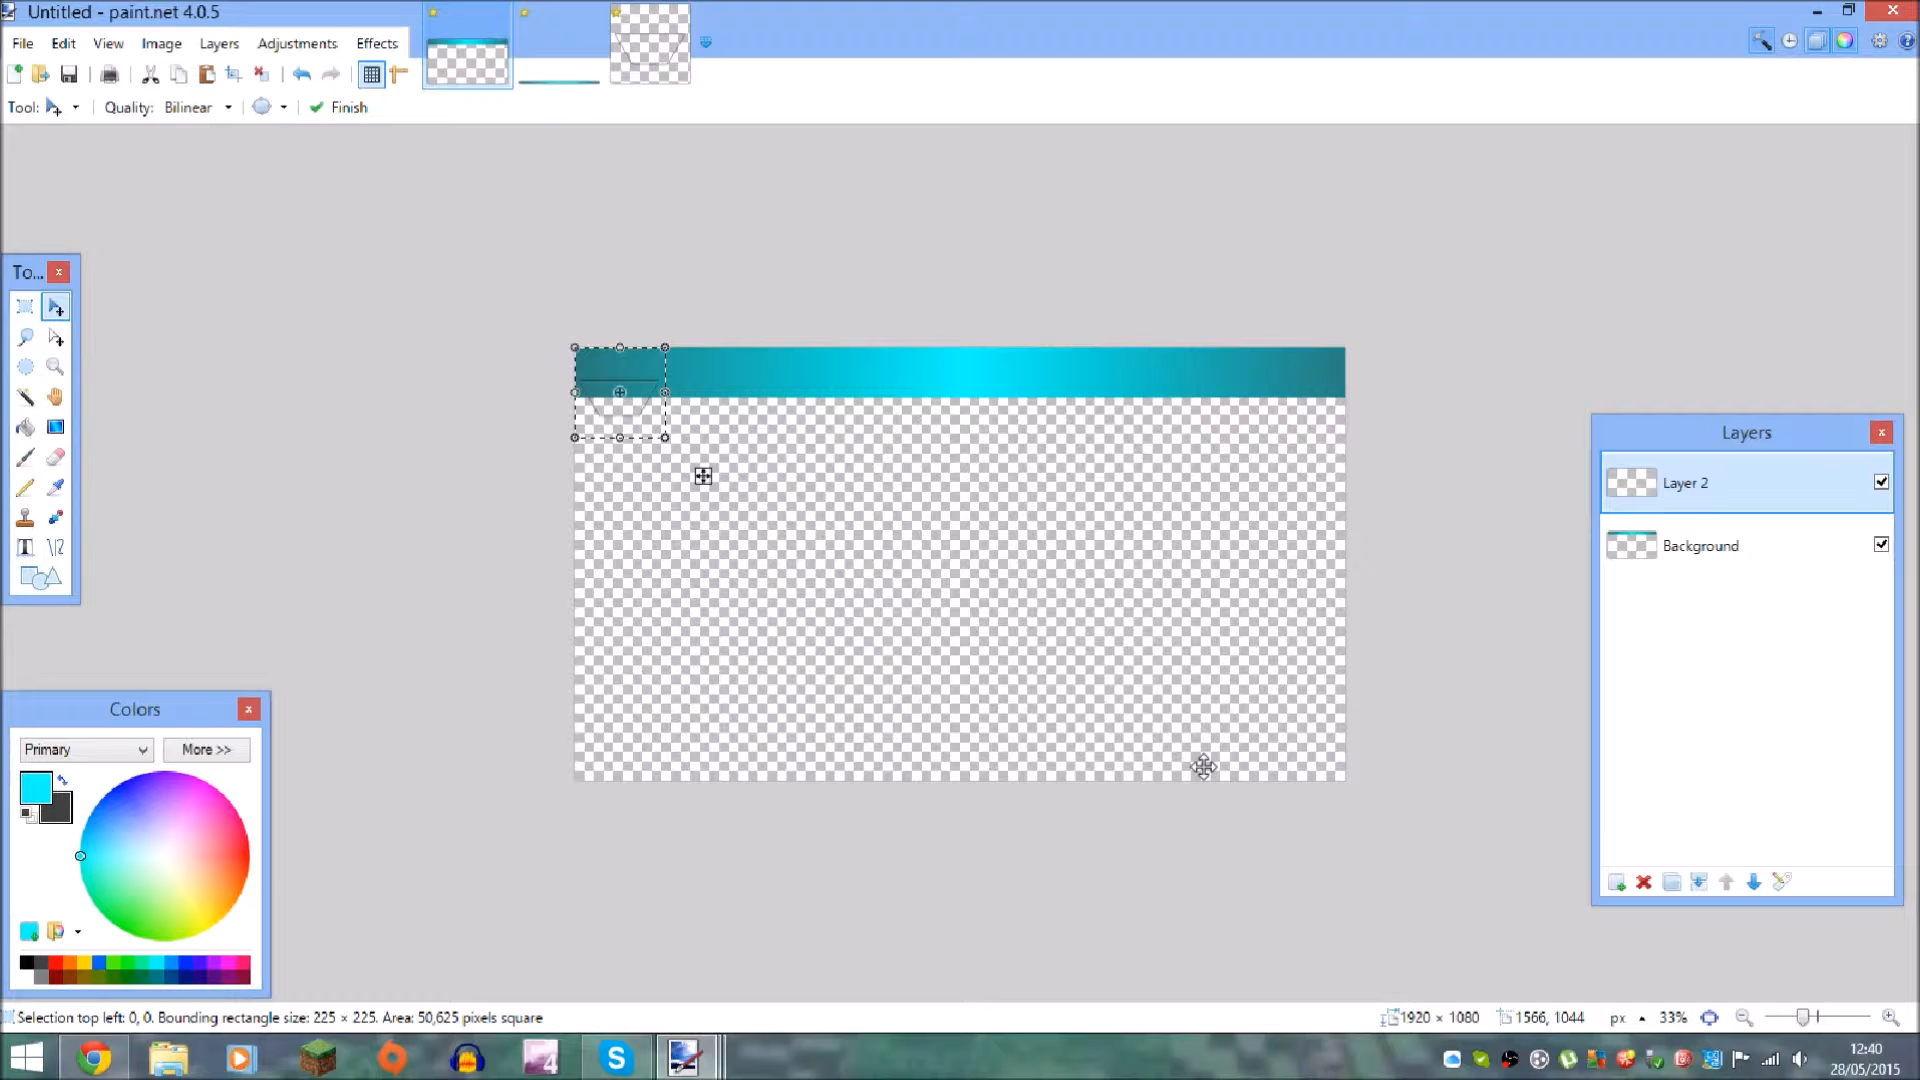 Untitled - paint.net 4.0.5
File Edit View Image Layers Adjustments Effects
Tool: Quality: Bilinear Finish
To...
Layers
Layer 2
Background
Colors
Primary More >>
Selection top left: 0, 0. Bounding rectangle size: 225 × 225. Area: 50,625 pixels square
1920 × 1080 1566, 1044 px 33%
12:40
28/05/2015